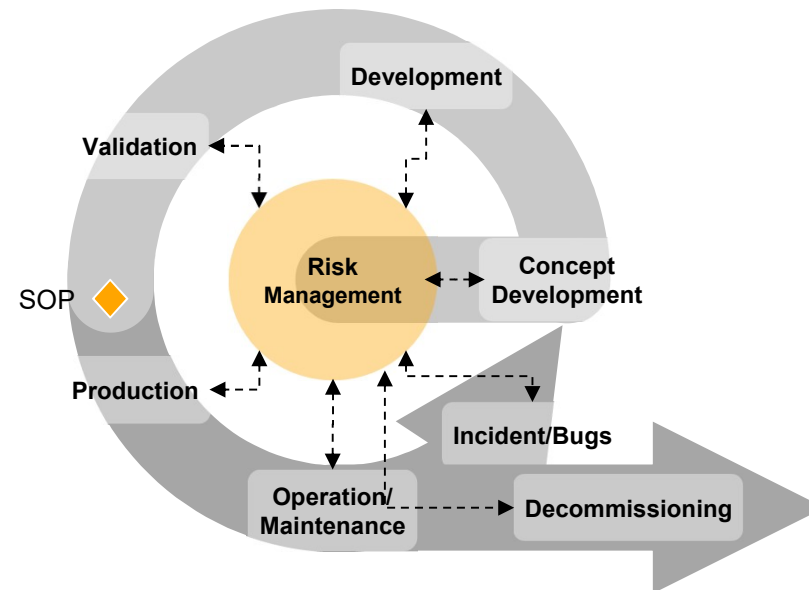 Development
Validation
Risk
Management
Concept
Development
SOP
Production
Incident/Bugs
Operation/
Maintenance
Decommissioning